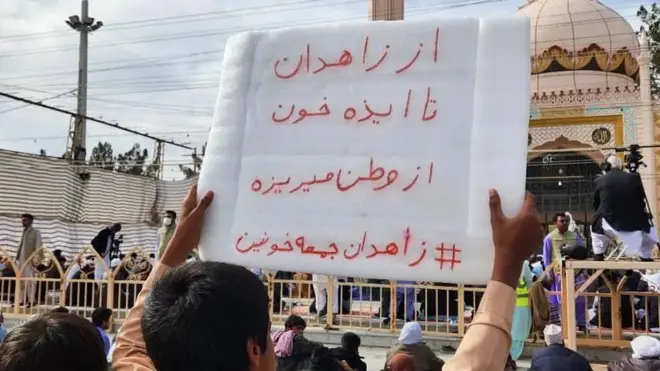 از زاهدان
تا ایذه خون
از وطن میریزه
#زاهدان جمعه خونین